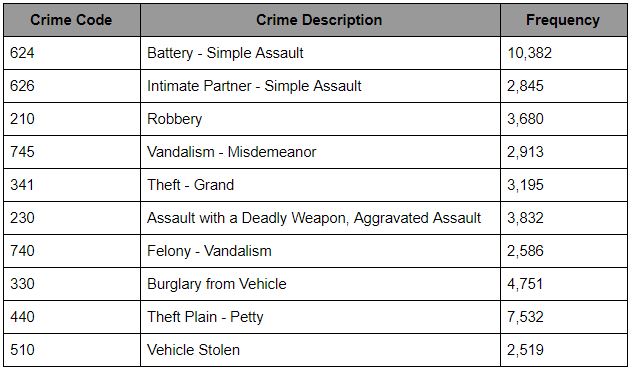 Crime Code Crime Description Frequency
624 Battery - Simple Assault 10,382
626 Intimate Partner - Simple Assault 2,845
210 Robbery 3,680
745 Vandalism - Misdemeanor 2,913
341 Theft - Grand 3,195
230 Assault with a Deadly Weapon, Aggravated Assault 3,832
740 Felony - Vandalism 2,586
330 Burglary from Vehicle 4,751
440 Theft Plain - Petty 7,532
510 Vehicle Stolen 2,519